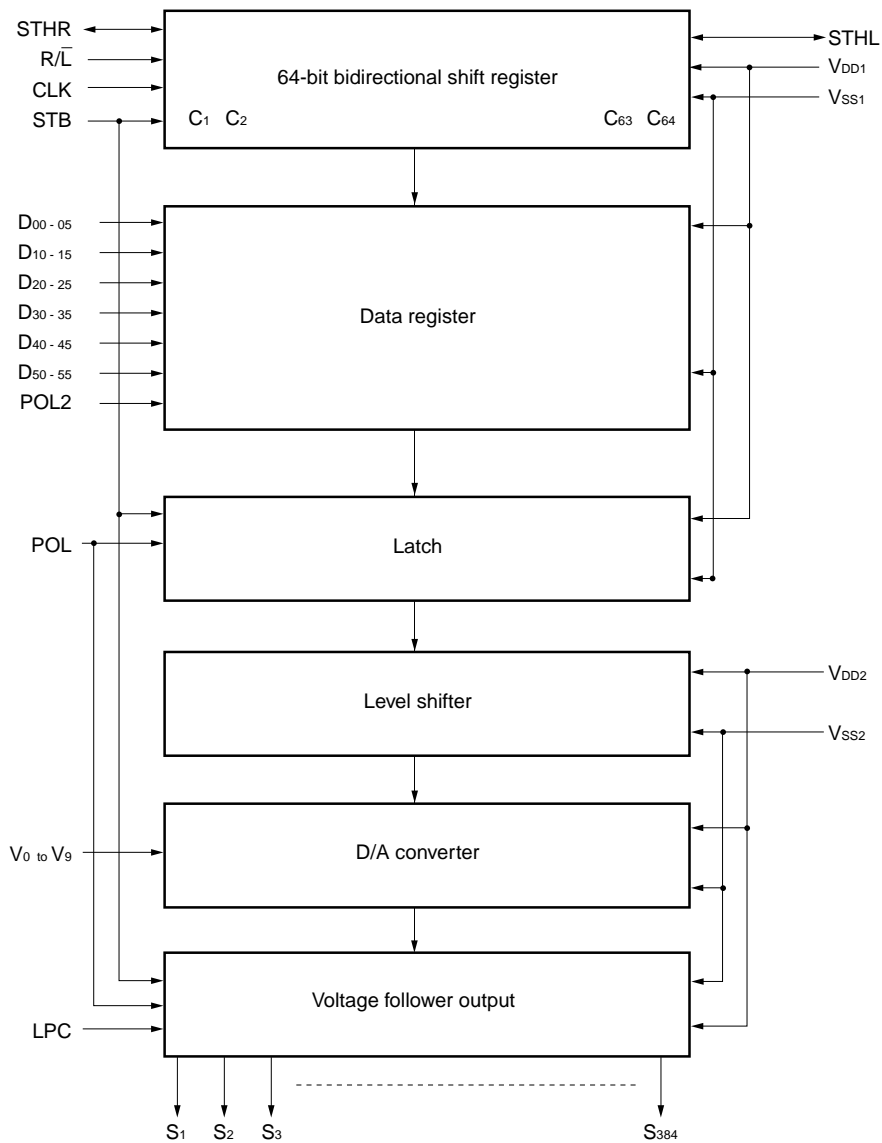 STHR
R/L̅
CLK
STB
64-bit bidirectional shift register
C1 C2 C63 C64
STHL
VDD1
VSS1
D00 - 05
D10 - 15
D20 - 25
D30 - 35
D40 - 45
D50 - 55
POL2
Data register
POL
Latch
Level shifter
VDD2
VSS2
V0 to V9
D/A converter
LPC
Voltage follower output
S1 S2 S3 S384